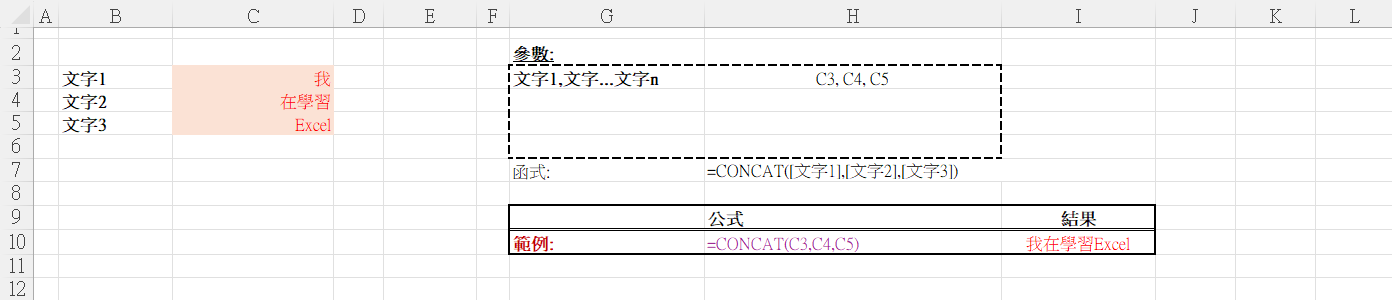 A B C D E F G H I J K L
1
2 參數:
3 文字1 我 文字1,文字...文字n C3, C4, C5
4 文字2 在學習
5 文字3 Excel
6
7 函式: =CONCAT([文字1],[文字2],[文字3])
8
9 公式 結果
10 範例: =CONCAT(C3,C4,C5) 我在學習Excel
11
12